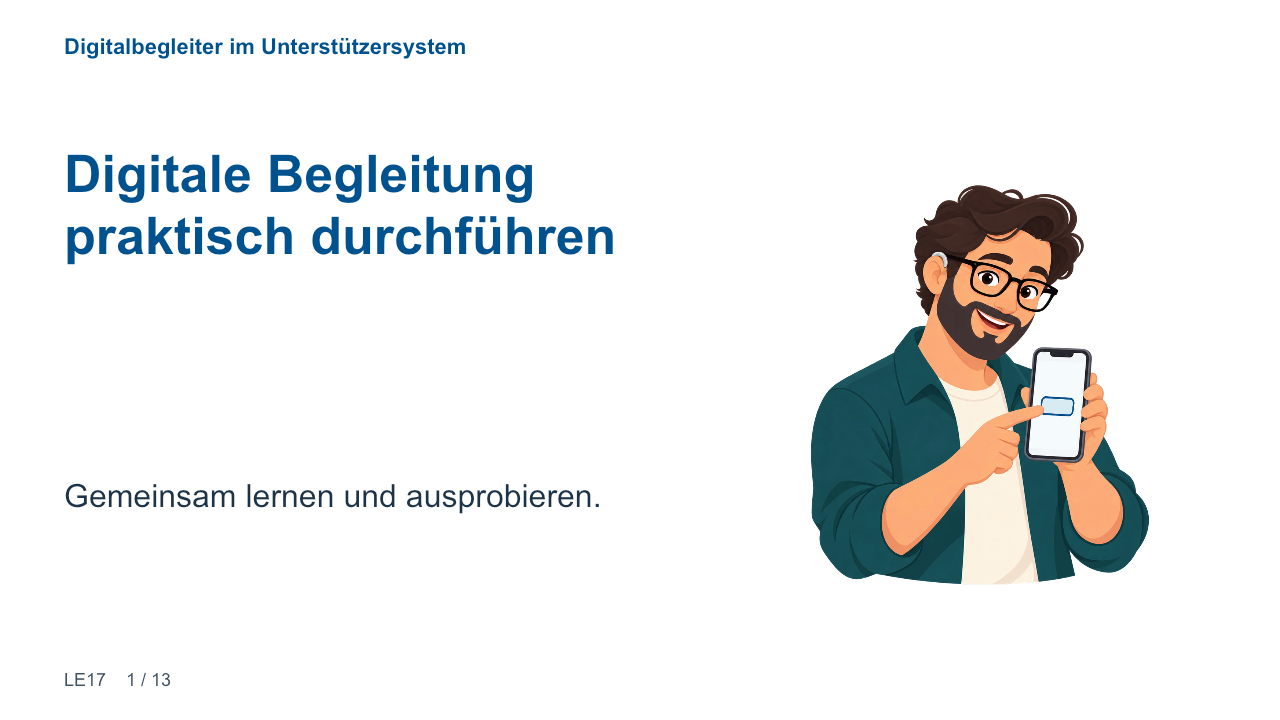 Digitalbegleiter im Unterstützersystem
Digitale Begleitung
praktisch durchführen
Gemeinsam lernen und ausprobieren.
LE17 1 / 13